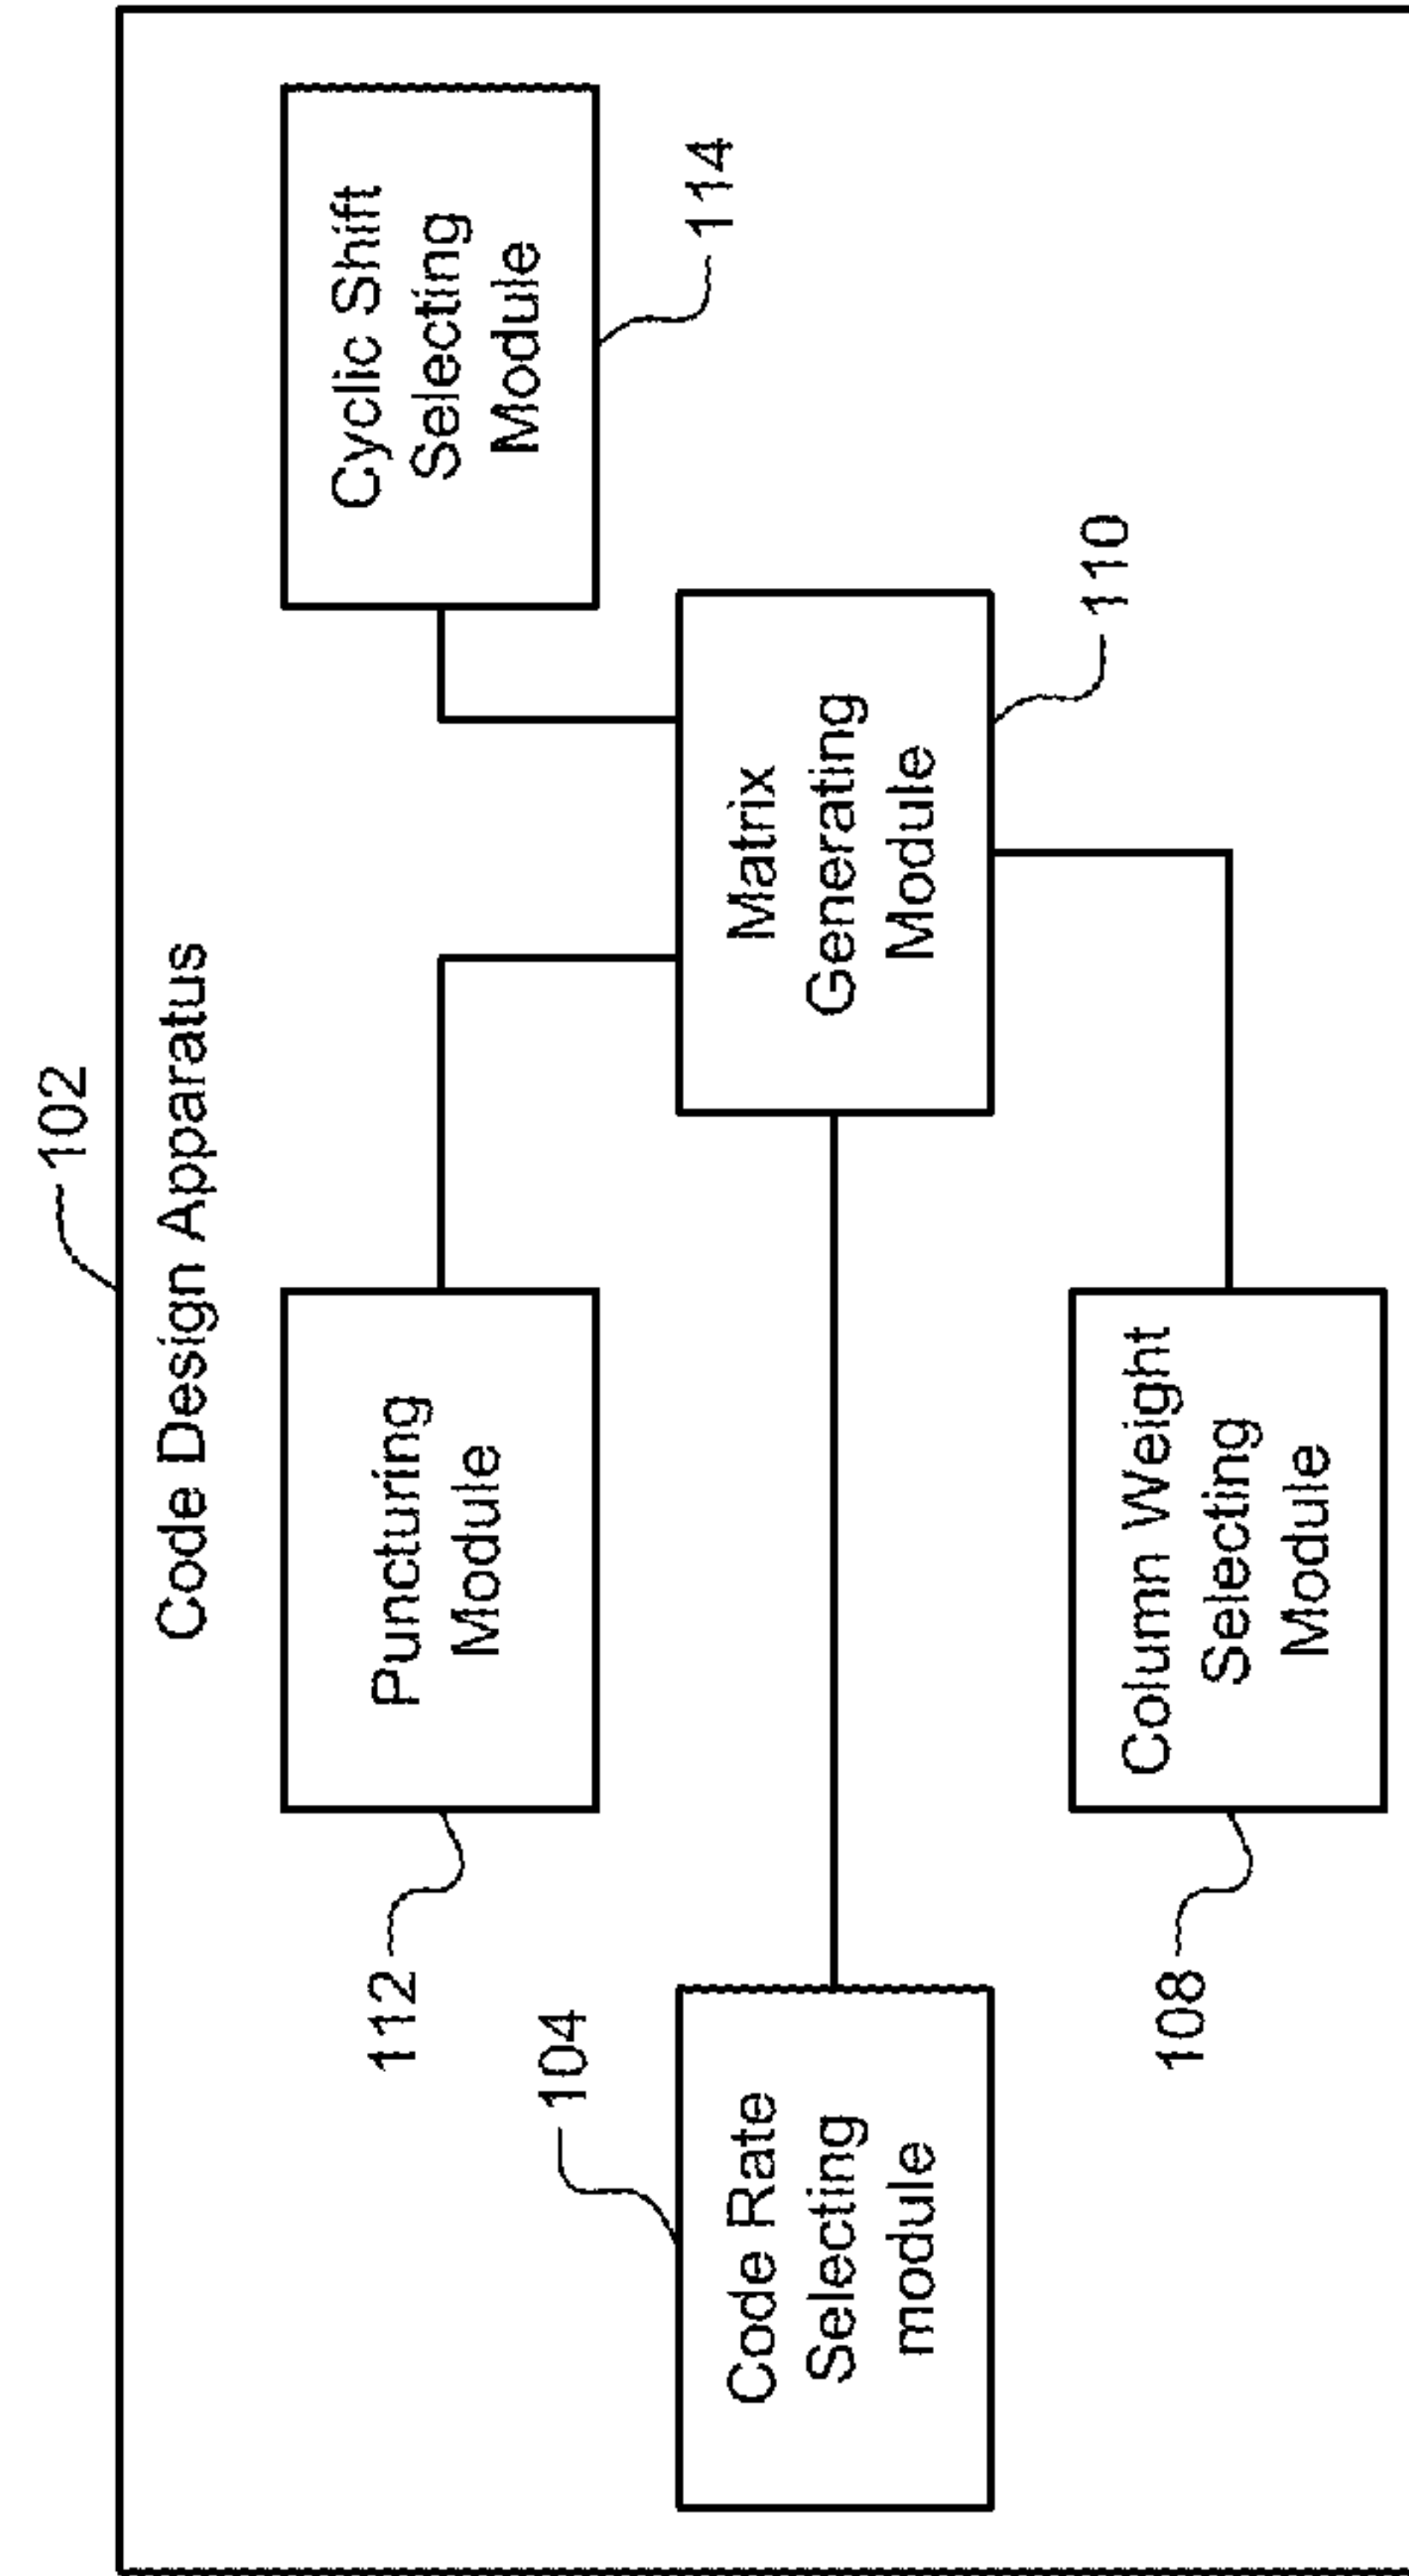 102
Code Design Apparatus
112
Puncturing
Module
Cyclic Shift
Selecting
Module
114
104
Code Rate
Selecting
module
Matrix
Generating
Module
110
108
Column Weight
Selecting
Module